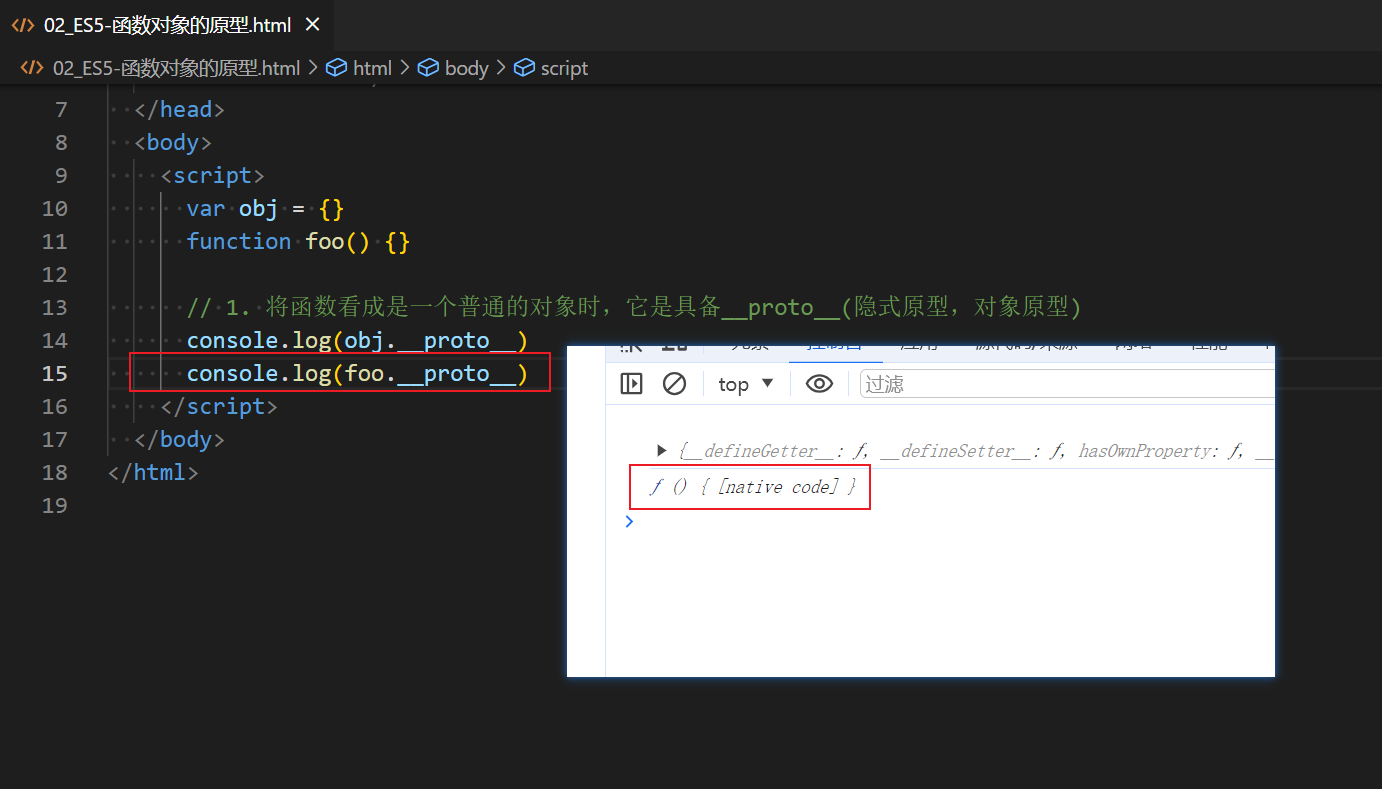 02_ES5-函数对象的原型.html
02_ES5-函数对象的原型.html > html > body > script
7 </head>
8 <body>
9 <script>
10 var obj = {}
11 function foo() {}
12
13 // 1. 将函数看成是一个普通的对象时，它是具备__proto__(隐式原型，对象原型)
14 console.log(obj.__proto__)
15 console.log(foo.__proto__)
16 </script>
17 </body>
18 </html>
19
top 过滤
{__defineGetter__: ƒ, __defineSetter__: ƒ, hasOwnProperty: ƒ, __
ƒ () { [native code] }